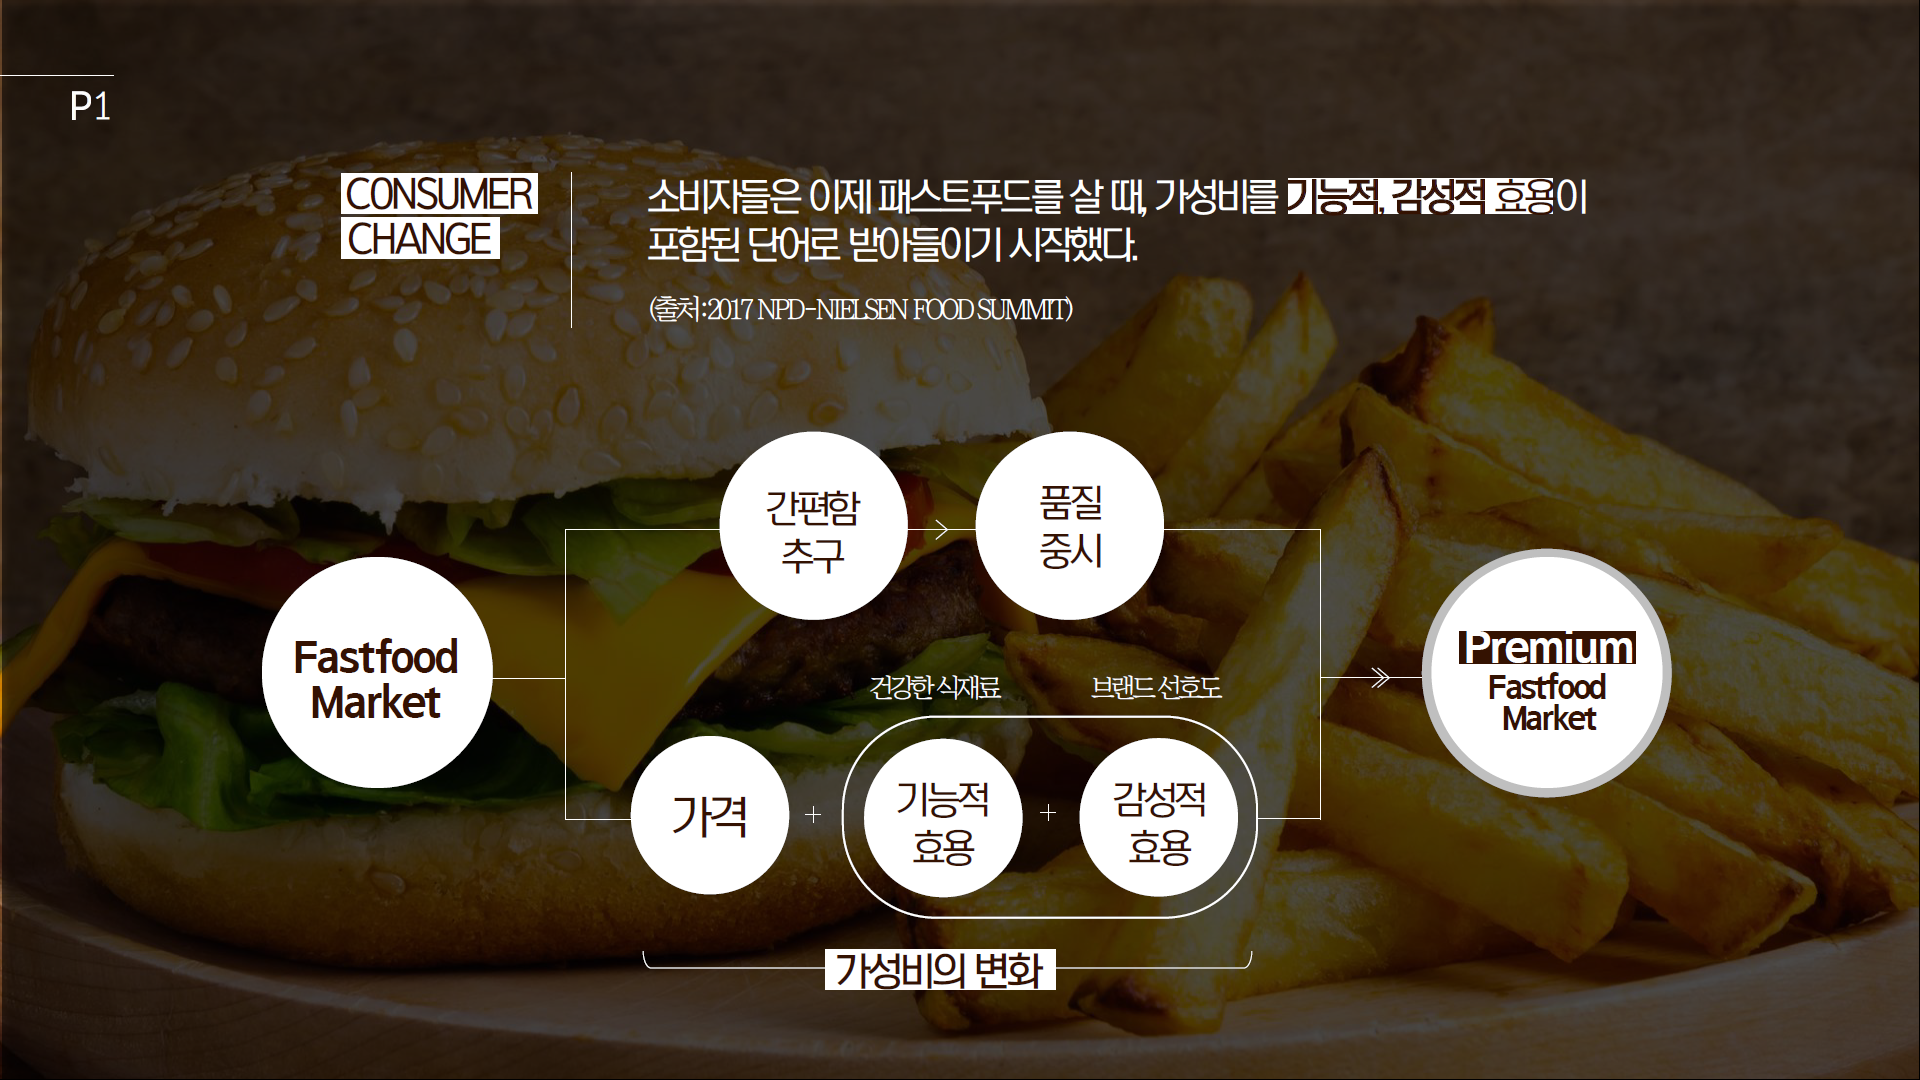 P1
CONSUMER
CHANGE
소비자들은 이제 패스트푸드를 살 때, 가성비를 기능적, 감성적 효용이
포함된 단어로 받아들이기 시작했다.
(출처:2017 NPD-NIELSEN FOOD SUMMIT)
간편함
추구
품질
중시
Fastfood
Market
Premium
Fastfood
Market
건강한 식재료
브랜드 선호도
가격
+
기능적
효용
+
감성적
효용
가성비의 변화